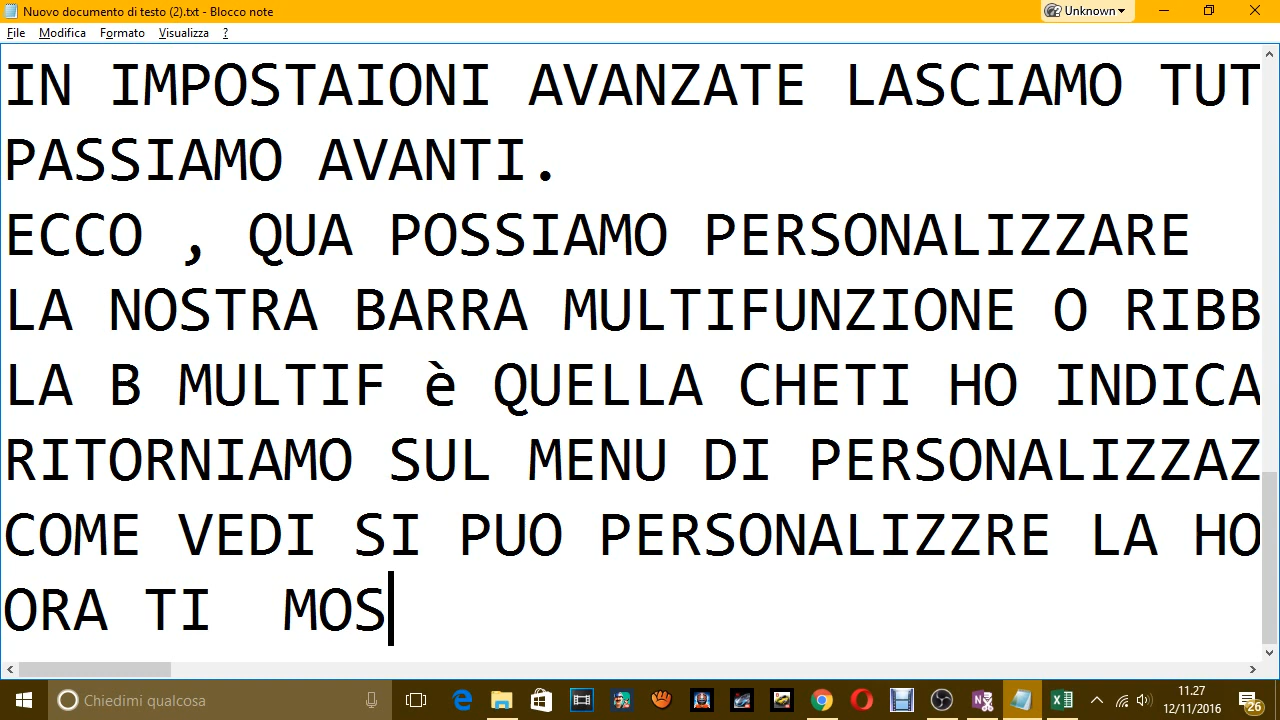 Nuovo documento di testo (2).txt - Blocco note
Unknown
File Modifica Formato Visualizza ?
IN IMPOSTAIONI AVANZATE LASCIAMO TUT
PASSIAMO AVANTI.
ECCO , QUA POSSIAMO PERSONALIZZARE
LA NOSTRA BARRA MULTIFUNZIONE O RIBB
LA B MULTIF è QUELLA CHETI HO INDICA
RITORNIAMO SUL MENU DI PERSONALIZZAZ
COME VEDI SI PUO PERSONALIZZRE LA HO
ORA TI  MOS
Chiedimi qualcosa
11.27
12/11/2016
26